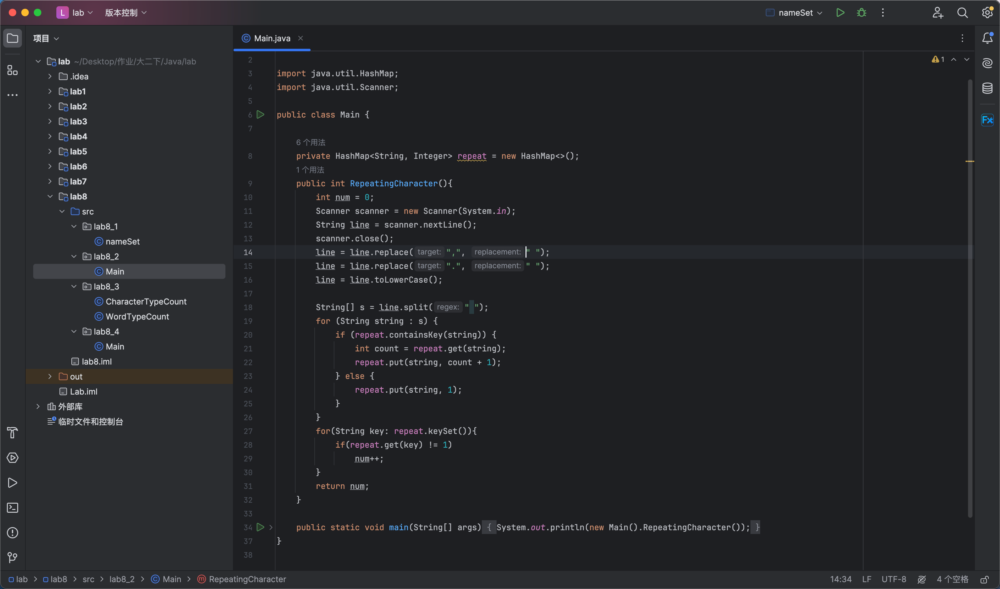 L lab 版本控制 nameSet
项目
Main.java
lab ~/Desktop/作业/大二下/Java/lab
.idea
lab1
lab2
lab3
lab4
lab5
lab6
lab7
lab8
src
lab8_1
nameSet
lab8_2
Main
lab8_3
CharacterTypeCount
WordTypeCount
lab8_4
Main
lab8.iml
out
Lab.iml
外部库
临时文件和控制台
1
2
3 import java.util.HashMap;
4 import java.util.Scanner;
5
6 public class Main {
7
6 个用法
8 private HashMap<String, Integer> repeat = new HashMap<>();
1 个用法
9 public int RepeatingCharacter(){
10 int num = 0;
11 Scanner scanner = new Scanner(System.in);
12 String line = scanner.nextLine();
13 scanner.close();
14 line = line.replace( target: ",", replacement: " ");
15 line = line.replace( target: ".", replacement: " ");
16 line = line.toLowerCase();
17
18 String[] s = line.split( regex: " ");
19 for (String string : s) {
20 if (repeat.containsKey(string)) {
21 int count = repeat.get(string);
22 repeat.put(string, count + 1);
23 } else {
24 repeat.put(string, 1);
25 }
26 }
27 for(String key: repeat.keySet()){
28 if(repeat.get(key) != 1)
29 num++;
30 }
31 return num;
32 }
33
34 public static void main(String[] args) { System.out.println(new Main().RepeatingCharacter()); }
37 }
38
Fx
lab > lab8 > src > lab8_2 > Main > RepeatingCharacter 14:34 LF UTF-8 4 个空格